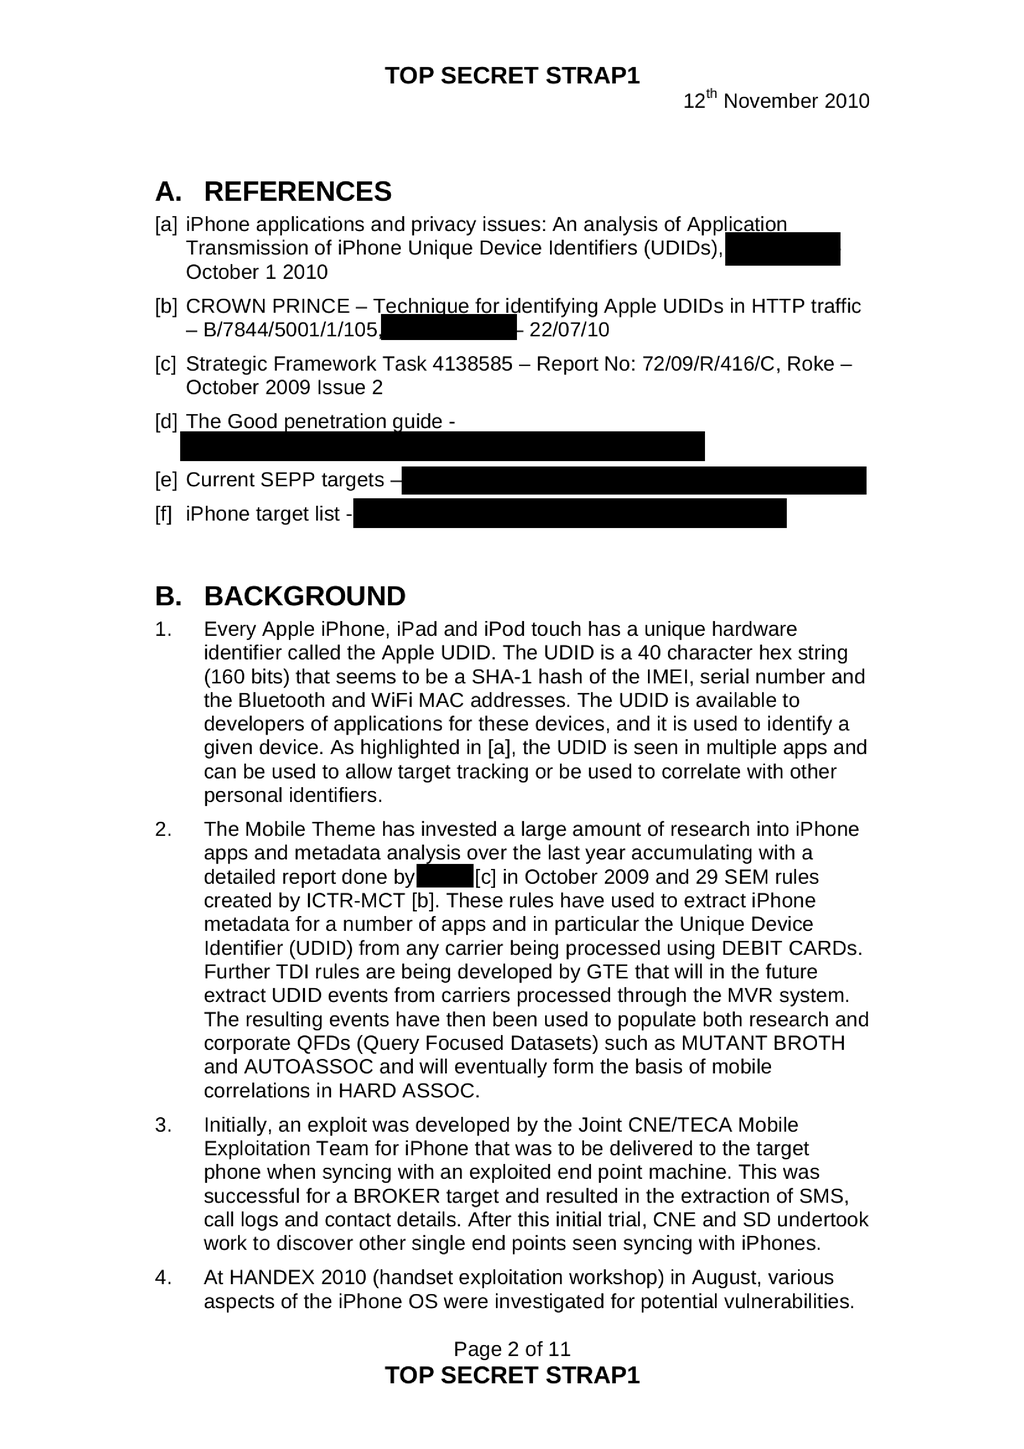 TOP SECRET STRAP1
12th November 2010
A. REFERENCES
[a] iPhone applications and privacy issues: An analysis of Application
Transmission of iPhone Unique Device Identifiers (UDIDs),
October 1 2010
[b] CROWN PRINCE – Technique for identifying Apple UDIDs in HTTP traffic
– B/7844/5001/1/105, – 22/07/10
[c] Strategic Framework Task 4138585 – Report No: 72/09/R/416/C, Roke –
October 2009 Issue 2
[d] The Good penetration guide -
[e] Current SEPP targets –
[f] iPhone target list -
B. BACKGROUND
1. Every Apple iPhone, iPad and iPod touch has a unique hardware
identifier called the Apple UDID. The UDID is a 40 character hex string
(160 bits) that seems to be a SHA-1 hash of the IMEI, serial number and
the Bluetooth and WiFi MAC addresses. The UDID is available to
developers of applications for these devices, and it is used to identify a
given device. As highlighted in [a], the UDID is seen in multiple apps and
can be used to allow target tracking or be used to correlate with other
personal identifiers.
2. The Mobile Theme has invested a large amount of research into iPhone
apps and metadata analysis over the last year accumulating with a
detailed report done by [c] in October 2009 and 29 SEM rules
created by ICTR-MCT [b]. These rules have used to extract iPhone
metadata for a number of apps and in particular the Unique Device
Identifier (UDID) from any carrier being processed using DEBIT CARDs.
Further TDI rules are being developed by GTE that will in the future
extract UDID events from carriers processed through the MVR system.
The resulting events have then been used to populate both research and
corporate QFDs (Query Focused Datasets) such as MUTANT BROTH
and AUTOASSOC and will eventually form the basis of mobile
correlations in HARD ASSOC.
3. Initially, an exploit was developed by the Joint CNE/TECA Mobile
Exploitation Team for iPhone that was to be delivered to the target
phone when syncing with an exploited end point machine. This was
successful for a BROKER target and resulted in the extraction of SMS,
call logs and contact details. After this initial trial, CNE and SD undertook
work to discover other single end points seen syncing with iPhones.
4. At HANDEX 2010 (handset exploitation workshop) in August, various
aspects of the iPhone OS were investigated for potential vulnerabilities.
Page 2 of 11
TOP SECRET STRAP1